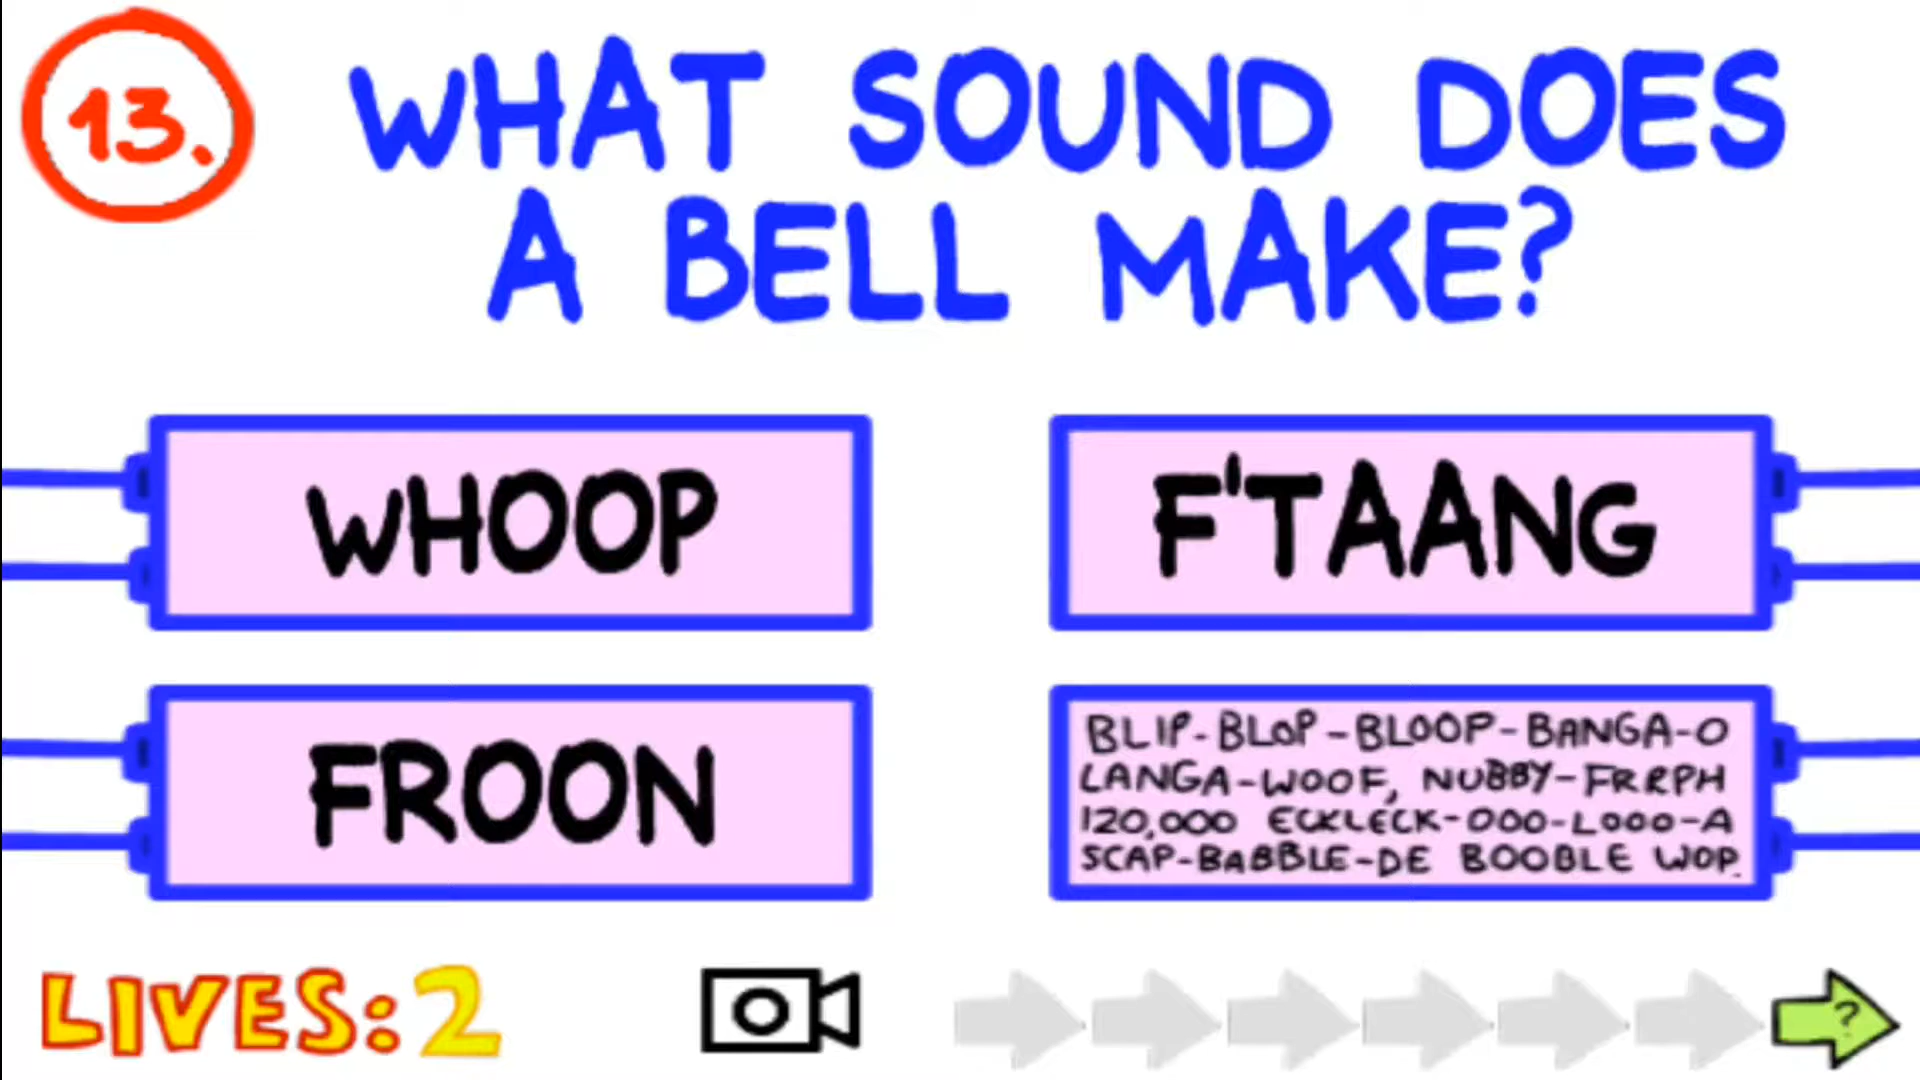 13.
WHAT SOUND DOES
A BELL MAKE?
WHOOP
F'TAANG
FROON
BLIP-BLOP-BLOOP-BANGA-O
LANGA-WOOF, NUBBY-FRRPH
120,000 ECKLECK-OOO-LOOO-A
SCAP-BABBLE-DE BOOBLE WOP.
LIVES:2
?